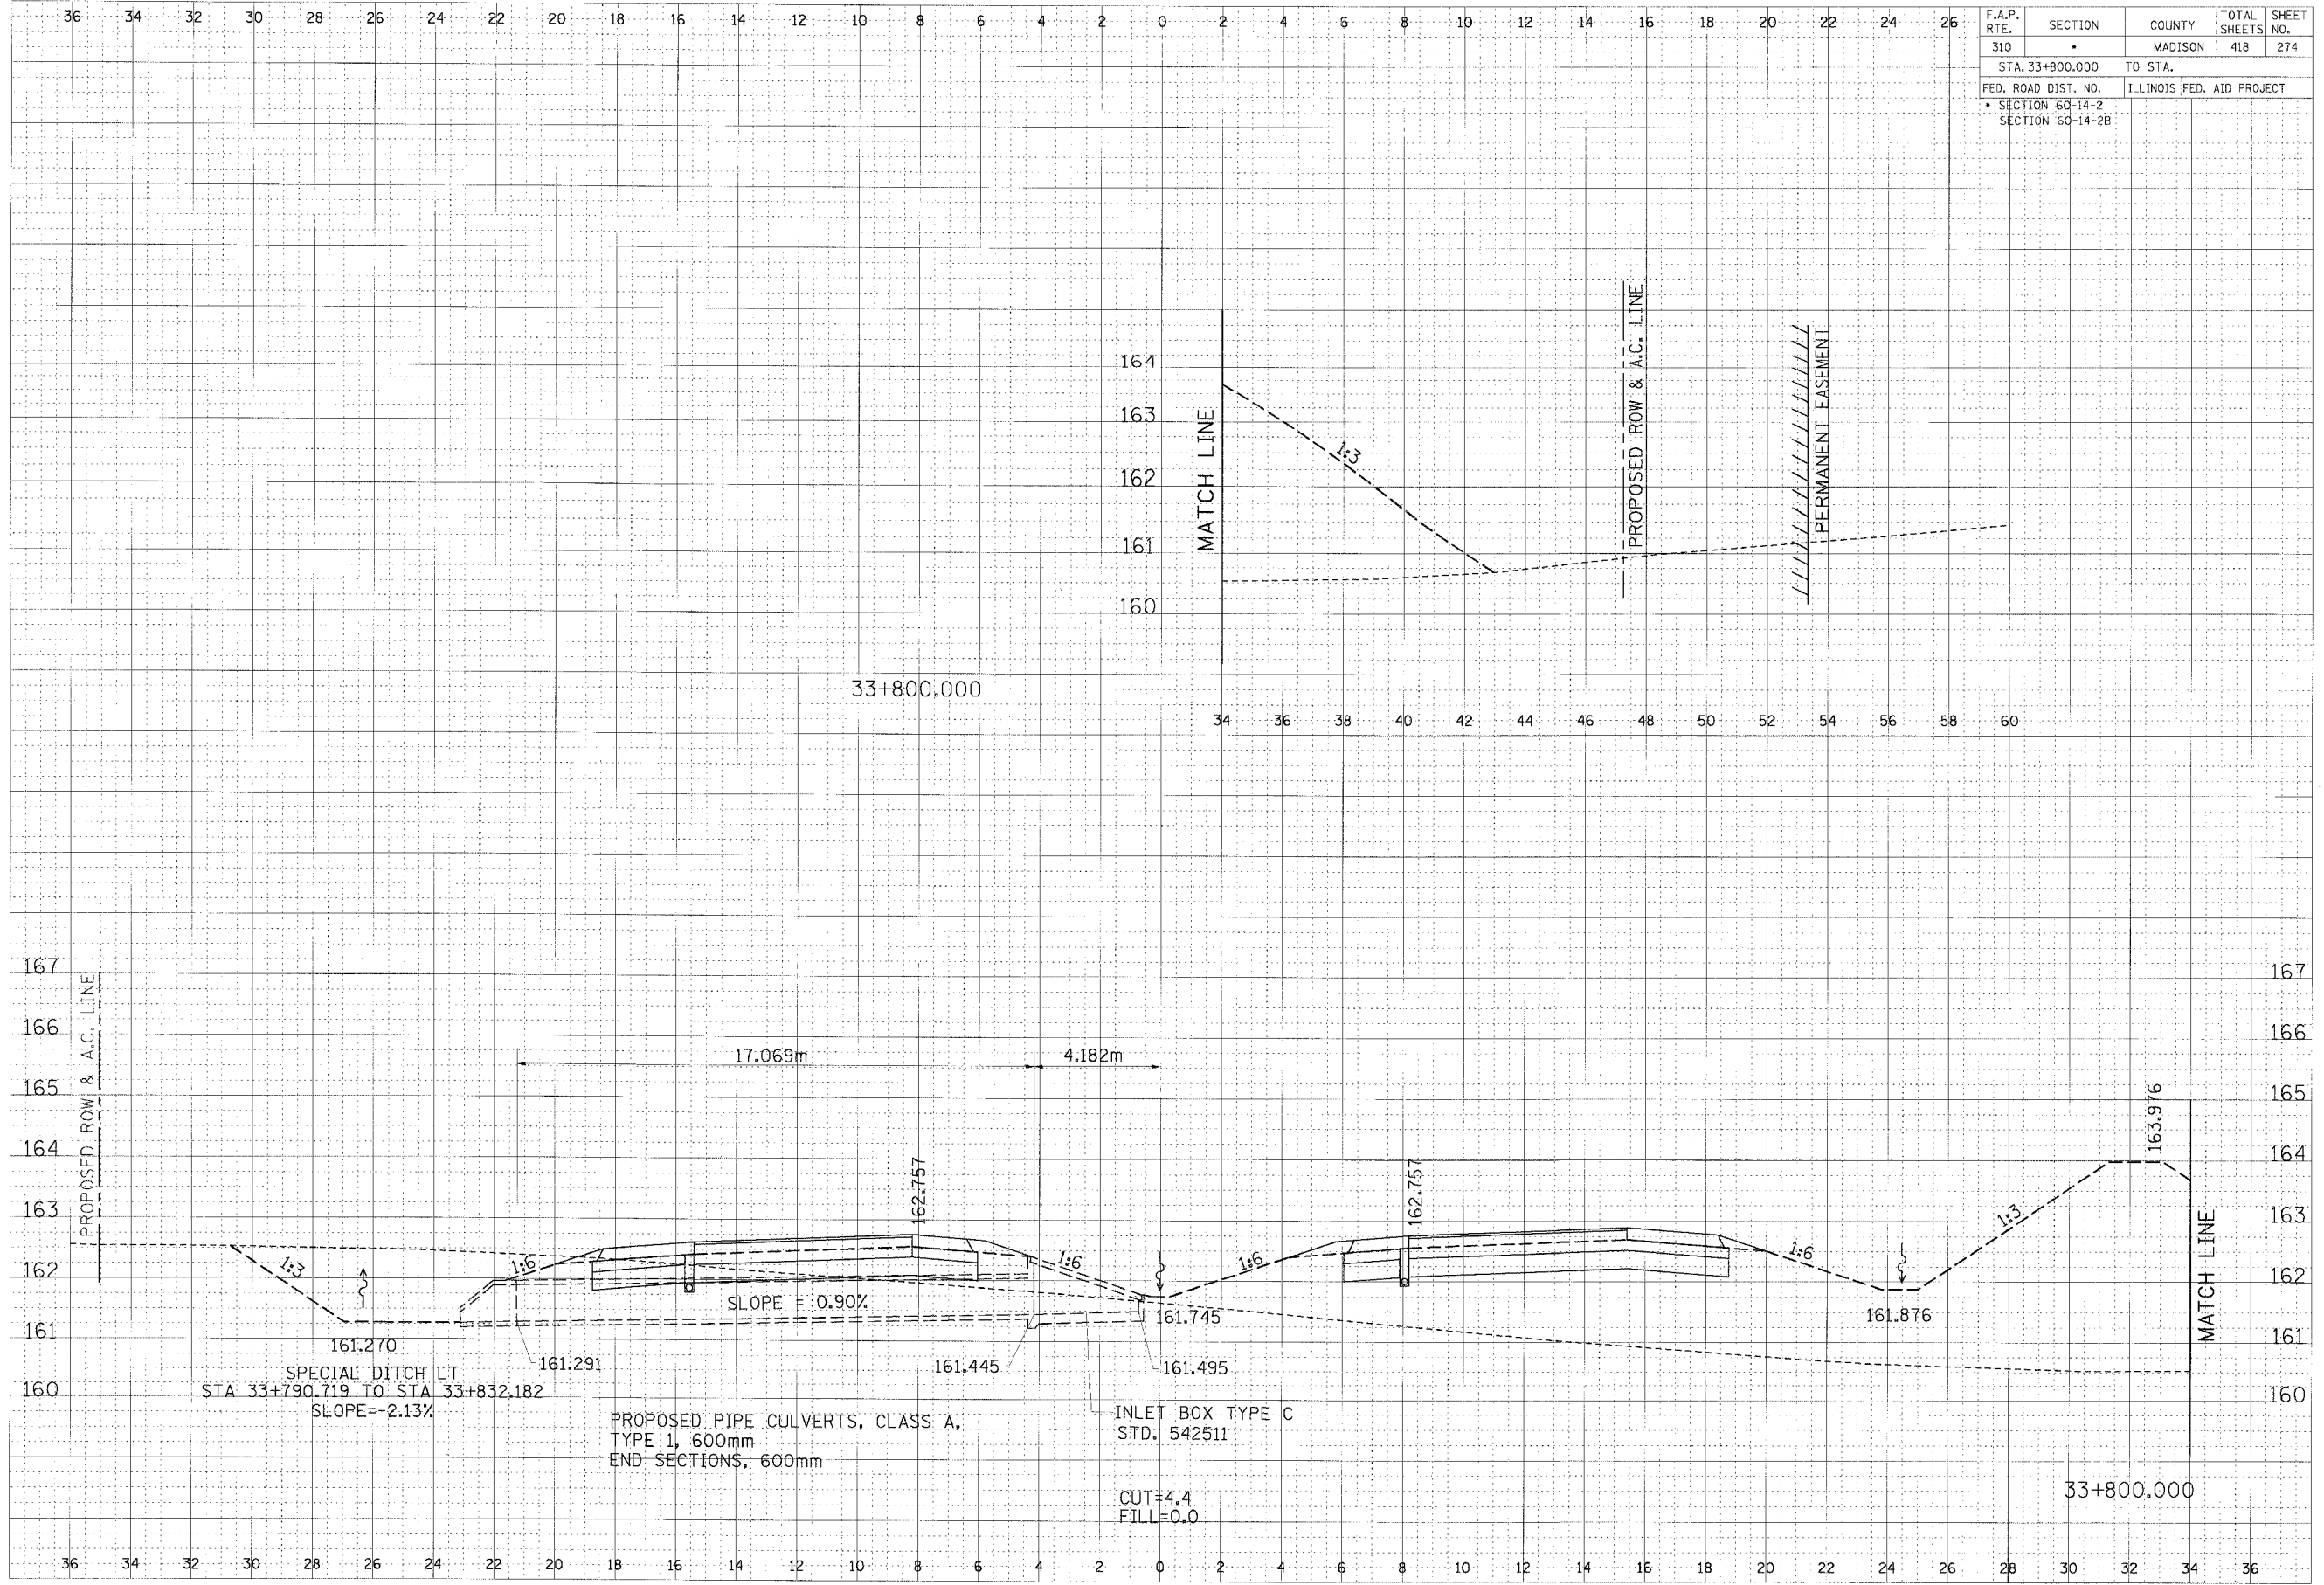 36 34 32 30 28 26 24 22 20 18 16 14 12 10 8 6 4 2 0 2 4 6 8 10 12 14 16 18 20 22 24 26
F.A.P. RTE. SECTION COUNTY TOTAL SHEETS SHEET NO.
310 * MADISON 418 274
STA. 33+800.000 TO STA.
FED. ROAD DIST. NO. ILLINOIS FED. AID PROJECT
* SECTION 60-14-2
SECTION 60-14-2B
164
163
162
161
160
MATCH LINE
1:3
PROPOSED ROW & A.C. LINE
PERMANENT EASEMENT
33+800.000
34 36 38 40 42 44 46 48 50 52 54 56 58 60
167
166
165
164
163
162
161
160
PROPOSED ROW & A.C. LINE
17.069m
4.182m
162.757
162.757
163.976
1:3
1:6
1:6
1:6
1:6
1:3
SLOPE = 0.90%
161.270
161.291
161.445
161.495
161.745
161.876
SPECIAL DITCH LT
STA 33+790.719 TO STA 33+832.182
SLOPE=-2.13%
PROPOSED PIPE CULVERTS, CLASS A,
TYPE 1, 600mm
END SECTIONS, 600mm
INLET BOX TYPE C
STD. 542511
CUT=4.4
FILL=0.0
MATCH LINE
167
166
165
164
163
162
161
160
33+800.000
36 34 32 30 28 26 24 22 20 18 16 14 12 10 8 6 4 2 0 2 4 6 8 10 12 14 16 18 20 22 24 26 28 30 32 34 36